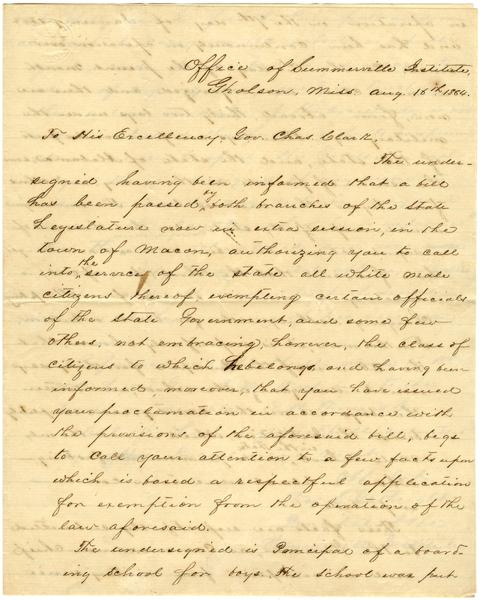 Office of Summerville Institute,
Gholson, Miss. Aug. 16th 1864.
To His Excellency, Gov. Chas. Clark.
The under-
signed having been informed that a bill
has been passed by both branches of the State
Legislature now in extra session, in the
town of Macon, authorizing you to call
into the service of the state all white male
citizens thereof, exempting certain officials
of the State Government, and some few
others, not embracing, however, the class of
citizens to which he belongs, and having been
informed moreover, that you have issued
your proclamation in accordance with
the provisions of the aforesaid bill, begs
to call your attention to a few facts upon
which is based a respectful application
for exemption from the operation of the
law aforesaid.
The undersigned is Principal of a board-
ing school for boys. The school was put